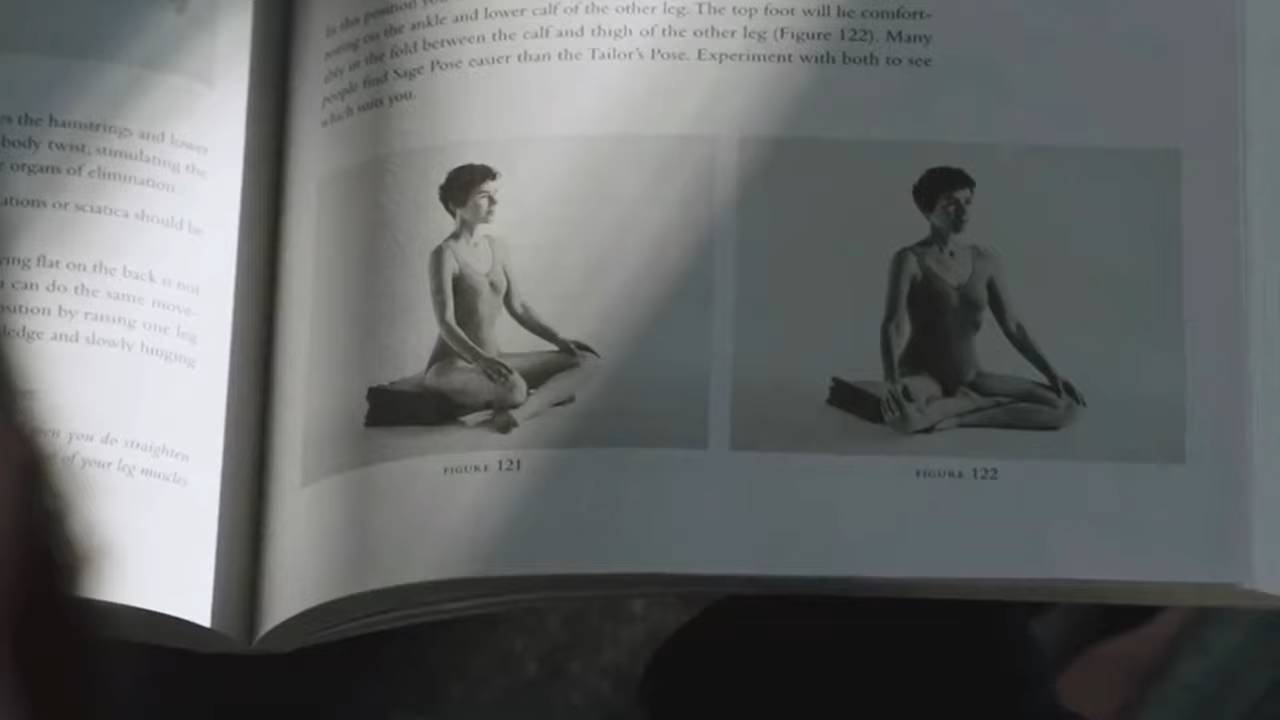 s the hamstrings and lower
body twist, stimulating the
organs of elimination
ations or sciatica should be
ing flat on the back is not
can do the same move-
sition by raising one leg
ledge and slowly hinging
en you do straighten
of your leg muscles
In this position you
resting on the ankle and lower calf of the other leg. The top foot will be comfort-
ably in the fold between the calf and thigh of the other leg (Figure 122). Many
people find Sage Pose easier than the Tailor's Pose. Experiment with both to see
which suits you.
FIGURE 121
FIGURE 122